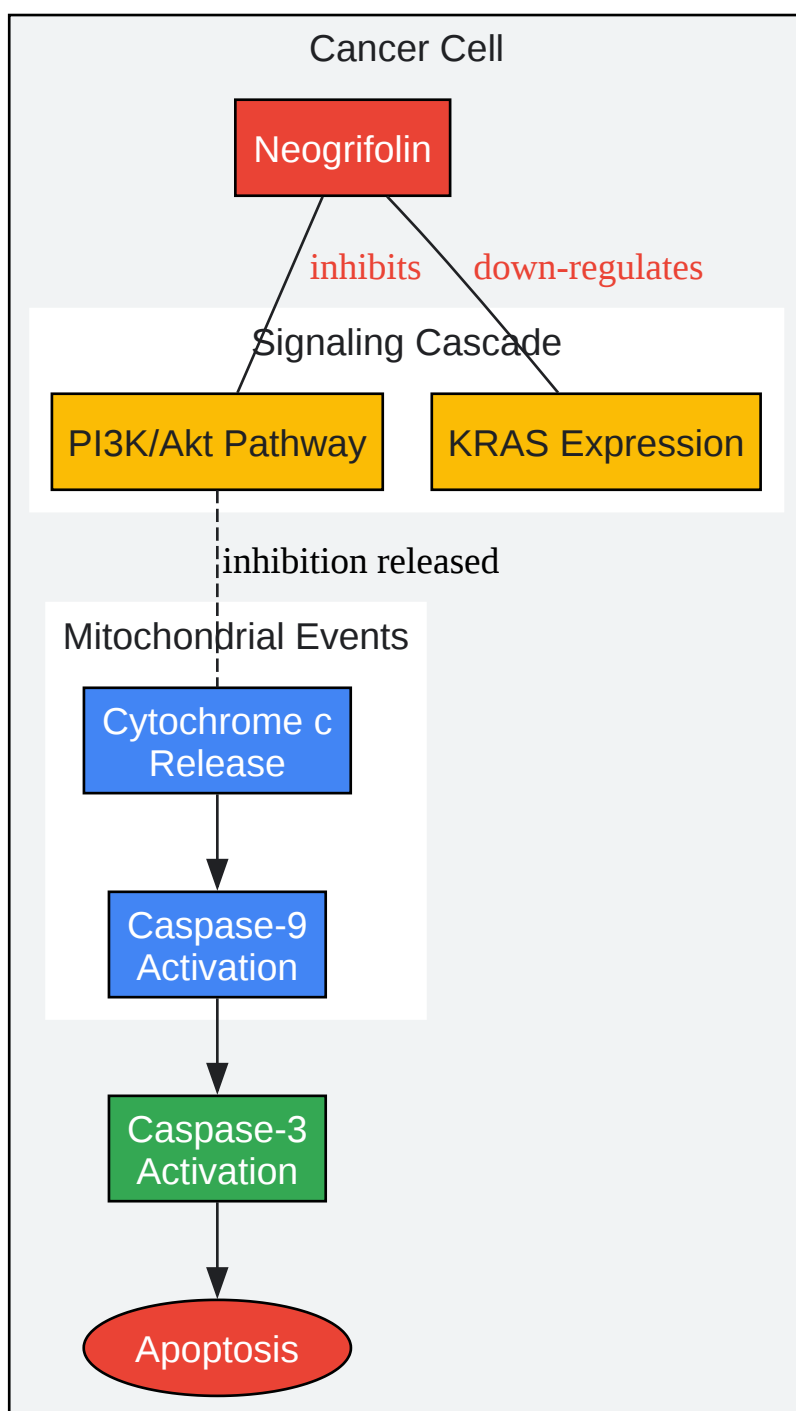 Cancer Cell
Neogrifolin
inhibits
down-regulates
Signaling Cascade
PI3K/Akt Pathway
KRAS Expression
inhibition released
Mitochondrial Events
Cytochrome c
Release
Caspase-9
Activation
Caspase-3
Activation
Apoptosis